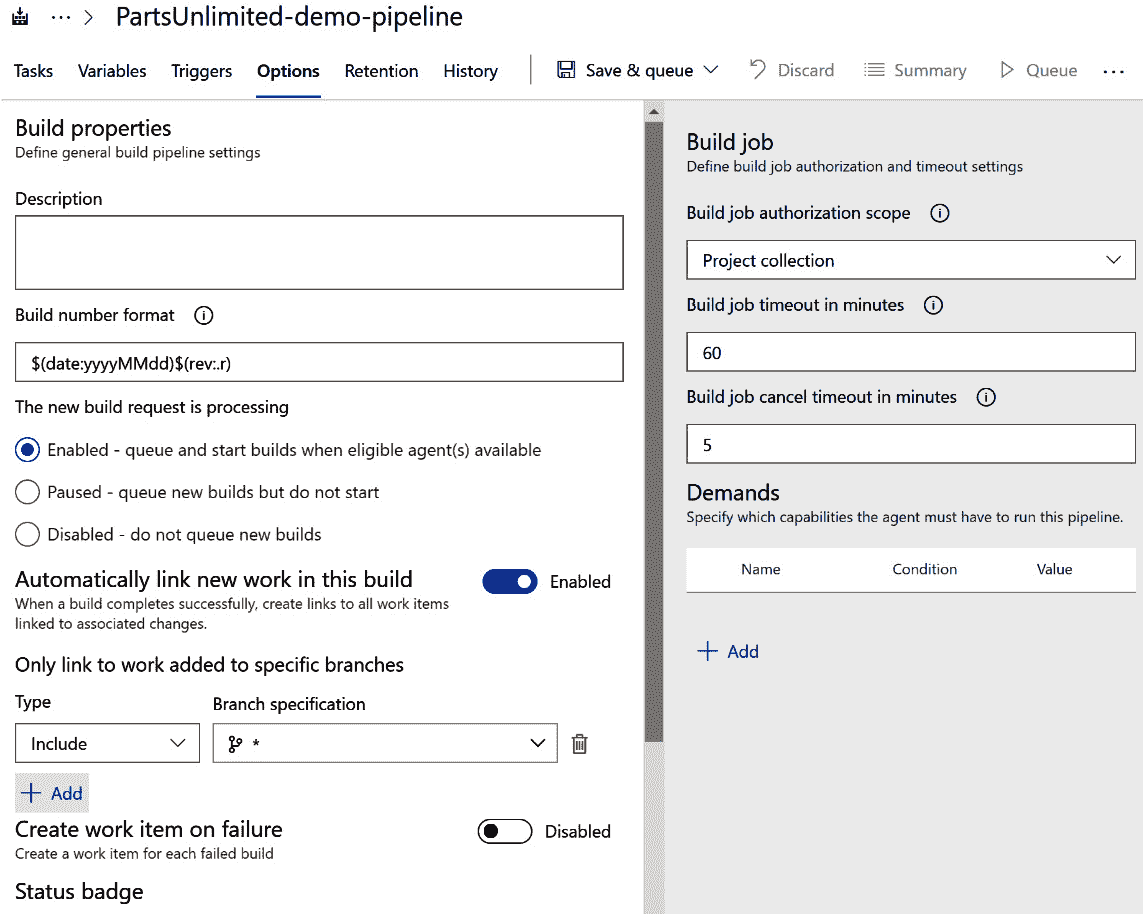 ··· > PartsUnlimited-demo-pipeline
Tasks Variables Triggers Options Retention History Save & queue Discard Summary Queue ···
Build properties
Define general build pipeline settings
Description
Build number format
$(date:yyyyMMdd)$(rev:.r)
The new build request is processing
Enabled - queue and start builds when eligible agent(s) available
Paused - queue new builds but do not start
Disabled - do not queue new builds
Automatically link new work in this build Enabled
When a build completes successfully, create links to all work items
linked to associated changes.
Only link to work added to specific branches
Type Branch specification
Include *
+ Add
Create work item on failure Disabled
Create a work item for each failed build
Status badge
Build job
Define build job authorization and timeout settings
Build job authorization scope
Project collection
Build job timeout in minutes
60
Build job cancel timeout in minutes
5
Demands
Specify which capabilities the agent must have to run this pipeline.
Name Condition Value
+ Add